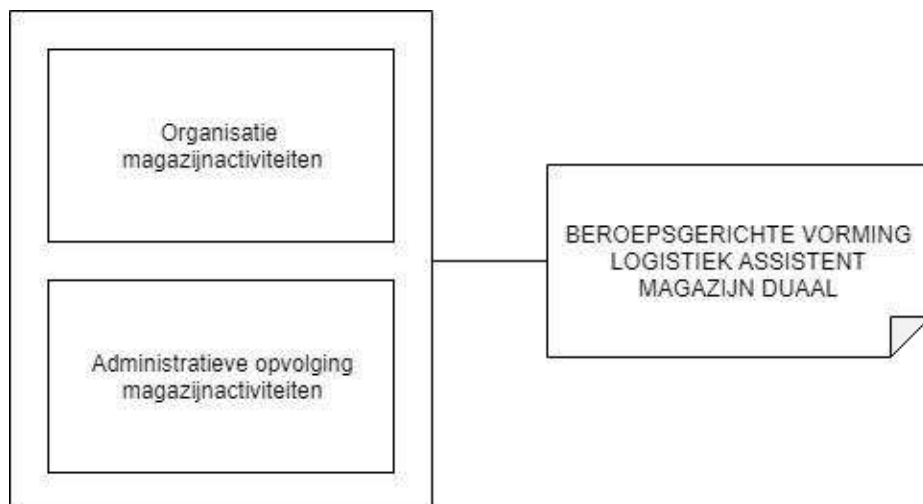 Organisatie
magazijnactiviteiten
Administratieve opvolging
magazijnactiviteiten
BEROEPSGERICHTE VORMING
LOGISTIEK ASSISTENT
MAGAZIJN DUAAL